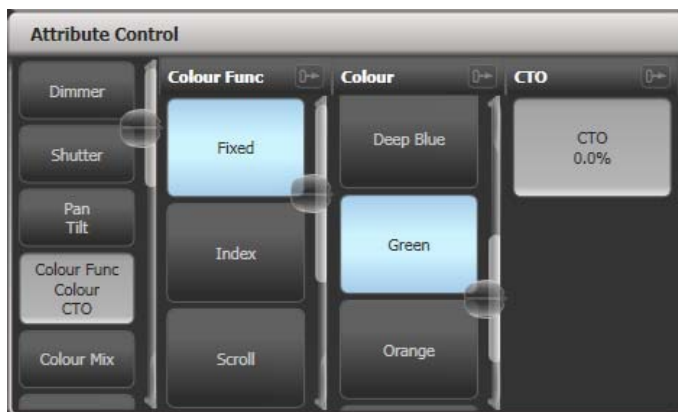 Attribute Control
Dimmer
Shutter
Pan
Tilt
Colour Func
Colour
CTO
Colour Mix
Colour Func
Fixed
Index
Scroll
Colour
Deep Blue
Green
Orange
CTO
CTO
0.0%